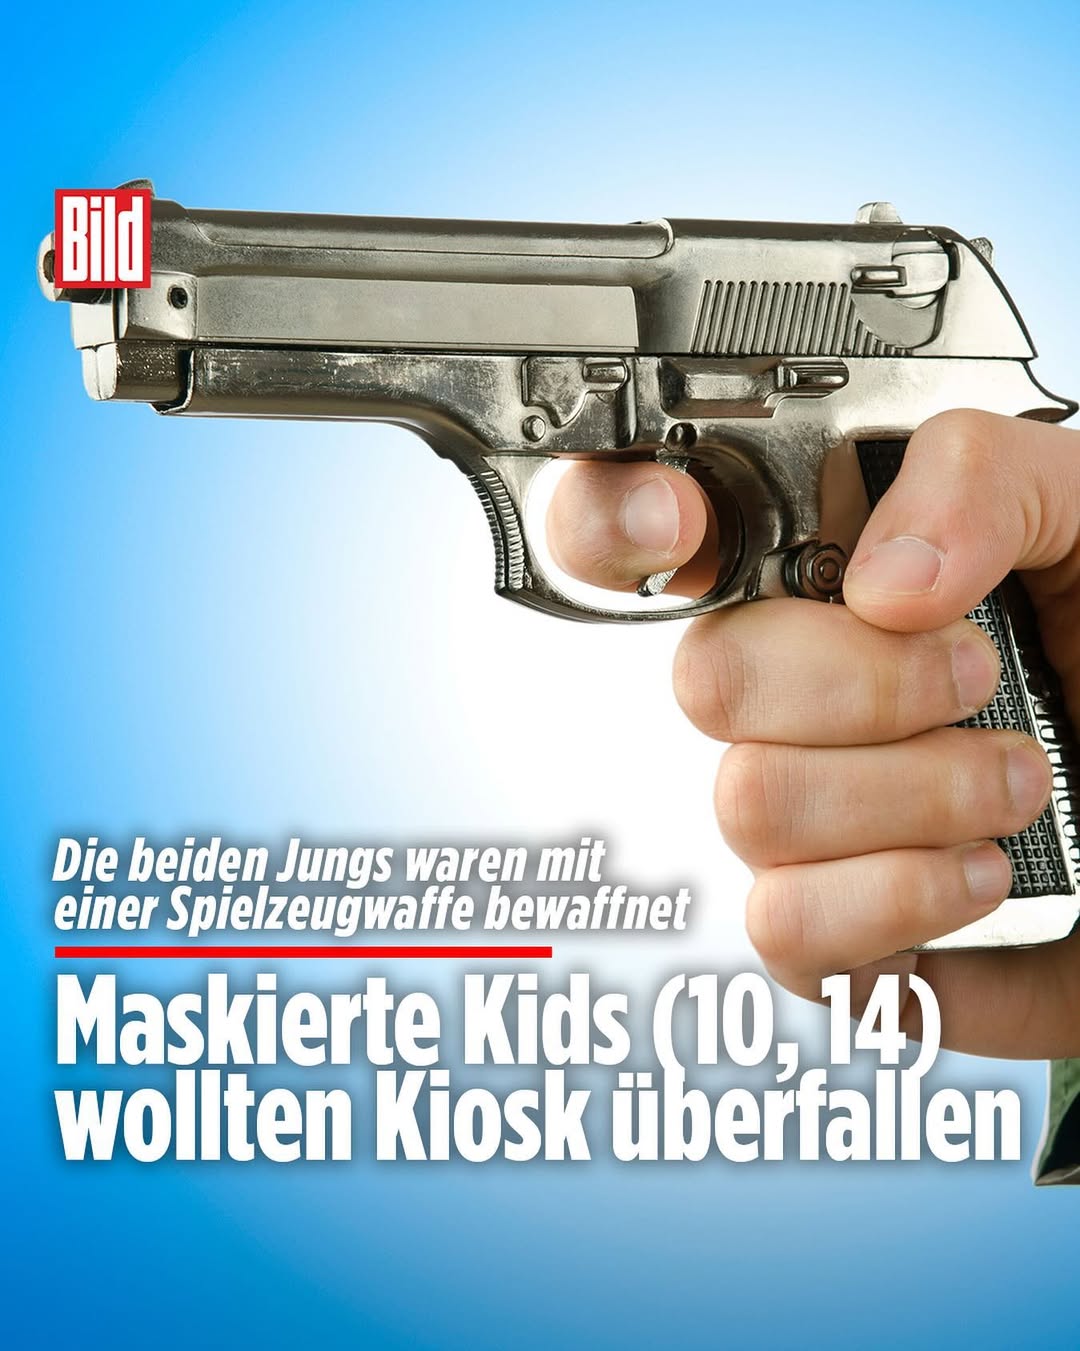 Bild
Die beiden Jungs waren mit
einer Spielzeugwaffe bewaffnet
Maskierte Kids (10, 14)
wollten Kiosk überfallen